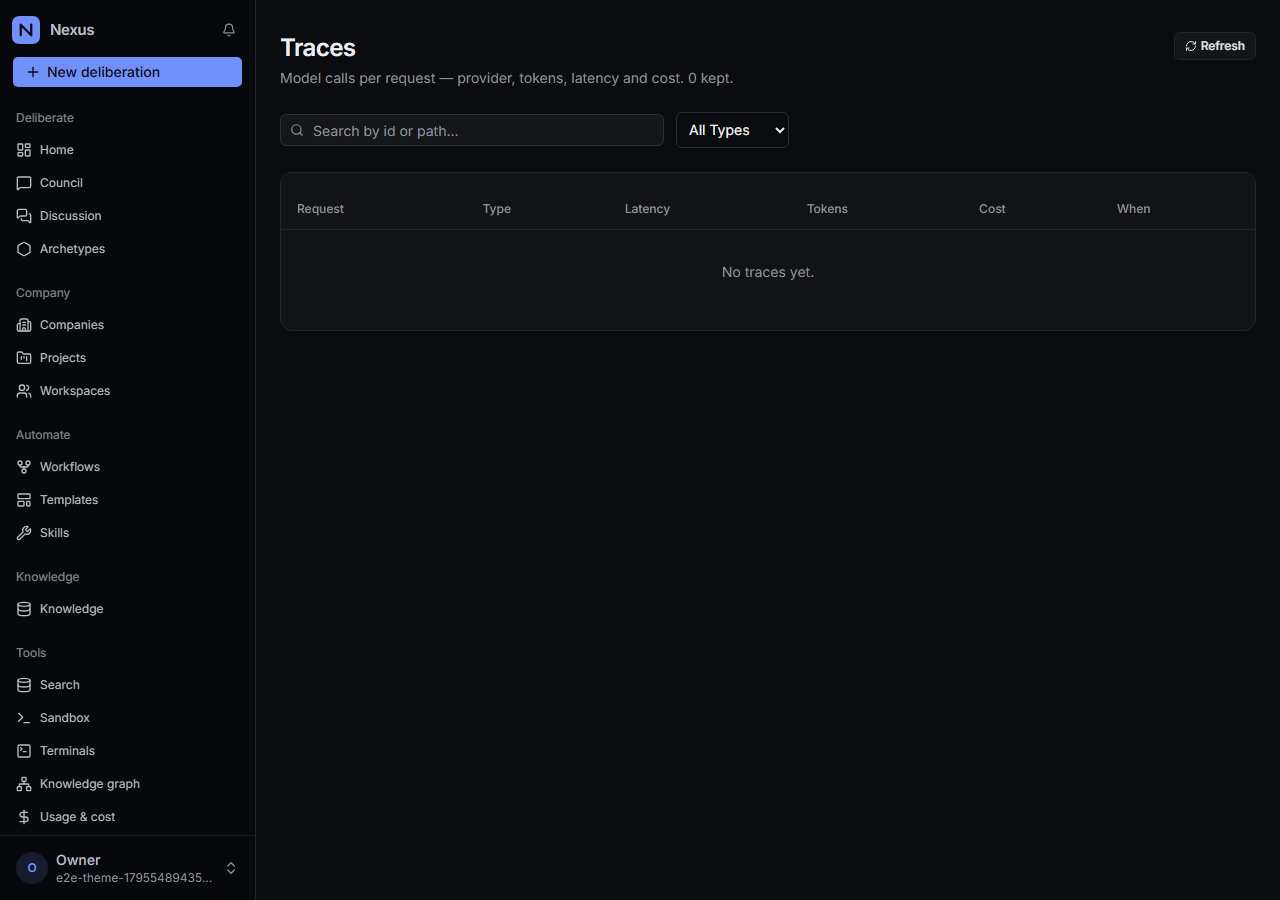 Nexus
New deliberation
Deliberate
Home
Council
Discussion
Archetypes
Company
Companies
Projects
Workspaces
Automate
Workflows
Templates
Skills
Knowledge
Knowledge
Tools
Search
Sandbox
Terminals
Knowledge graph
Usage & cost
O
Owner
e2e-theme-17955489435...
Traces
Refresh
Model calls per request — provider, tokens, latency and cost. 0 kept.
Search by id or path...
All Types
Request Type Latency Tokens Cost When
No traces yet.